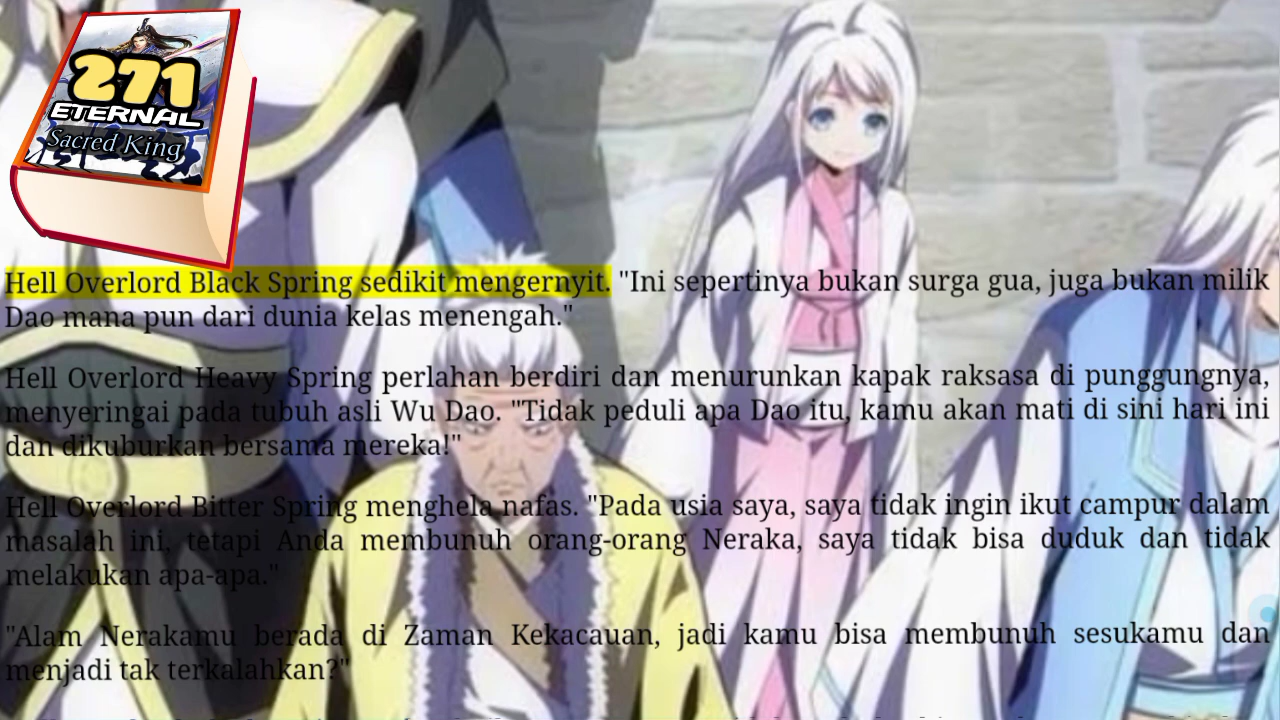 271
ETERNAL
Sacred King
Hell Overlord Black Spring sedikit mengernyit. "Ini sepertinya bukan surga gua, juga bukan milik
Dao mana pun dari dunia kelas menengah."
Hell Overlord Heavy Spring perlahan berdiri dan menurunkan kapak raksasa di punggungnya,
menyeringai pada tubuh asli Wu Dao. "Tidak peduli apa Dao itu, kamu akan mati di sini hari ini
dan dikuburkan bersama mereka!"
Hell Overlord Bitter Spring menghela nafas. "Pada usia saya, saya tidak ingin ikut campur dalam
masalah ini, tetapi Anda membunuh orang-orang Neraka, saya tidak bisa duduk dan tidak
melakukan apa-apa."
"Alam Nerakamu berada di Zaman Kekacauan, jadi kamu bisa membunuh sesukamu dan
menjadi tak terkalahkan?"